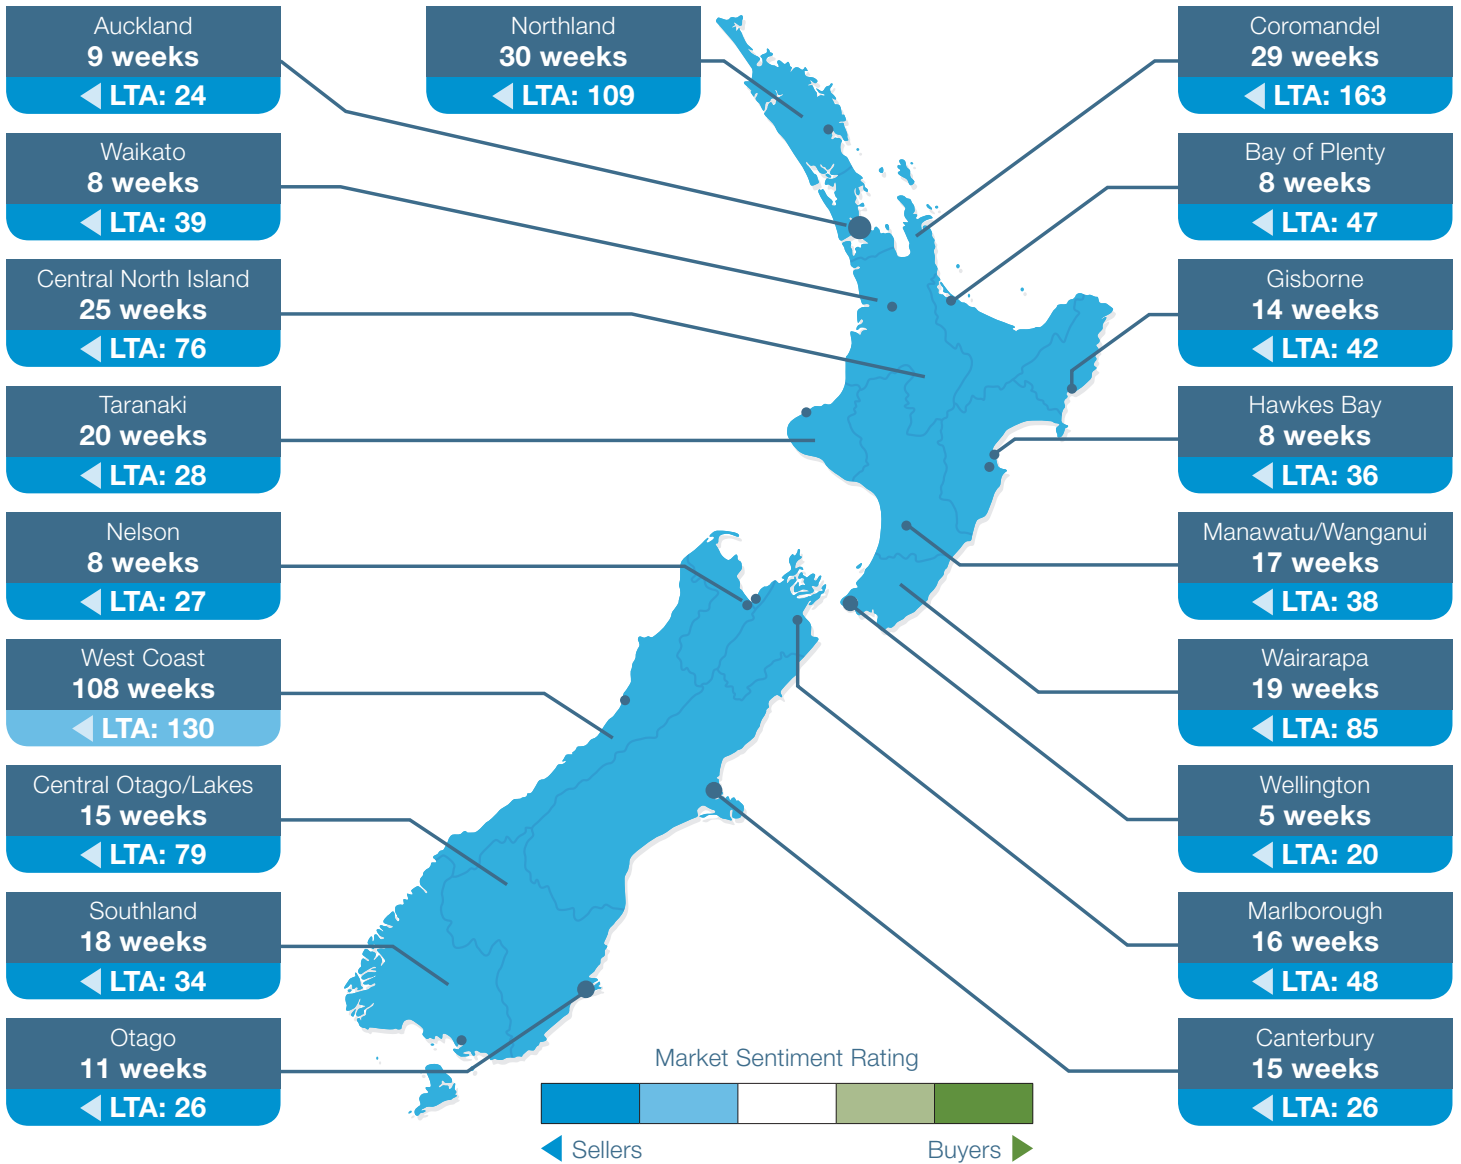 Auckland
9 weeks
LTA: 24
Northland
30 weeks
LTA: 109
Coromandel
29 weeks
LTA: 163
Waikato
8 weeks
LTA: 39
Bay of Plenty
8 weeks
LTA: 47
Central North Island
25 weeks
LTA: 76
Gisborne
14 weeks
LTA: 42
Taranaki
20 weeks
LTA: 28
Hawkes Bay
8 weeks
LTA: 36
Nelson
8 weeks
LTA: 27
Manawatu/Wanganui
17 weeks
LTA: 38
West Coast
108 weeks
LTA: 130
Wairarapa
19 weeks
LTA: 85
Central Otago/Lakes
15 weeks
LTA: 79
Wellington
5 weeks
LTA: 20
Southland
18 weeks
LTA: 34
Marlborough
16 weeks
LTA: 48
Otago
11 weeks
LTA: 26
Canterbury
15 weeks
LTA: 26
Market Sentiment Rating
Sellers
Buyers